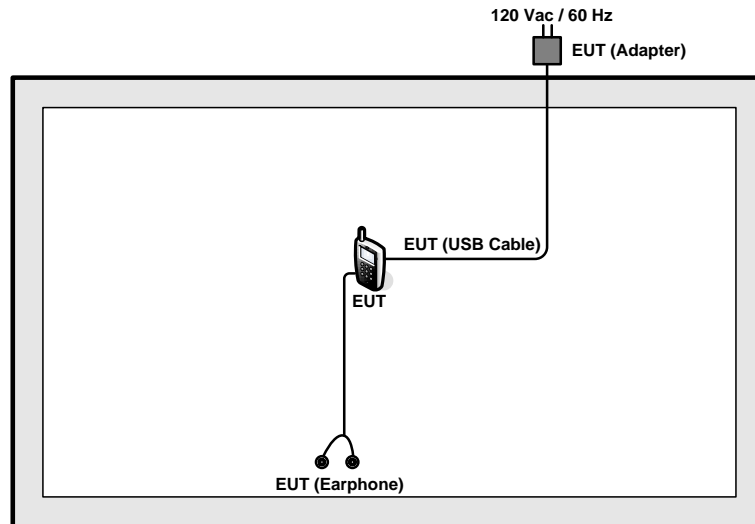 120 Vac / 60 Hz
EUT (Adapter)
EUT (USB Cable)
EUT
EUT (Earphone)